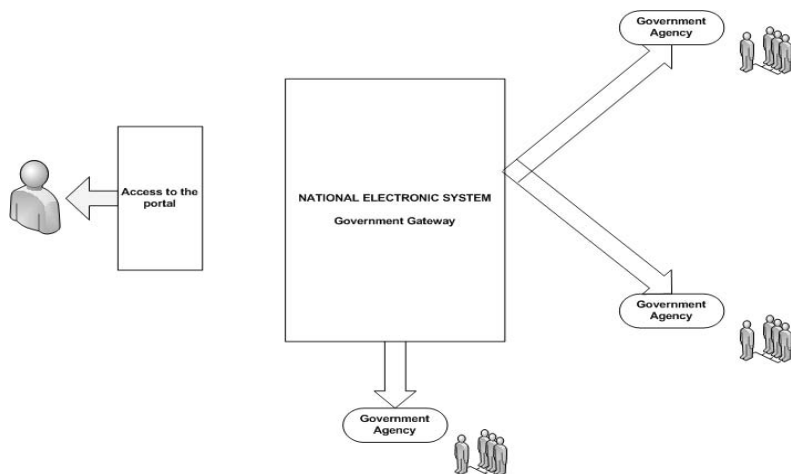 Government
Agency
Access to the
portal
NATIONAL ELECTRONIC SYSTEM
Government Gateway
Government
Agency
Government
Agency